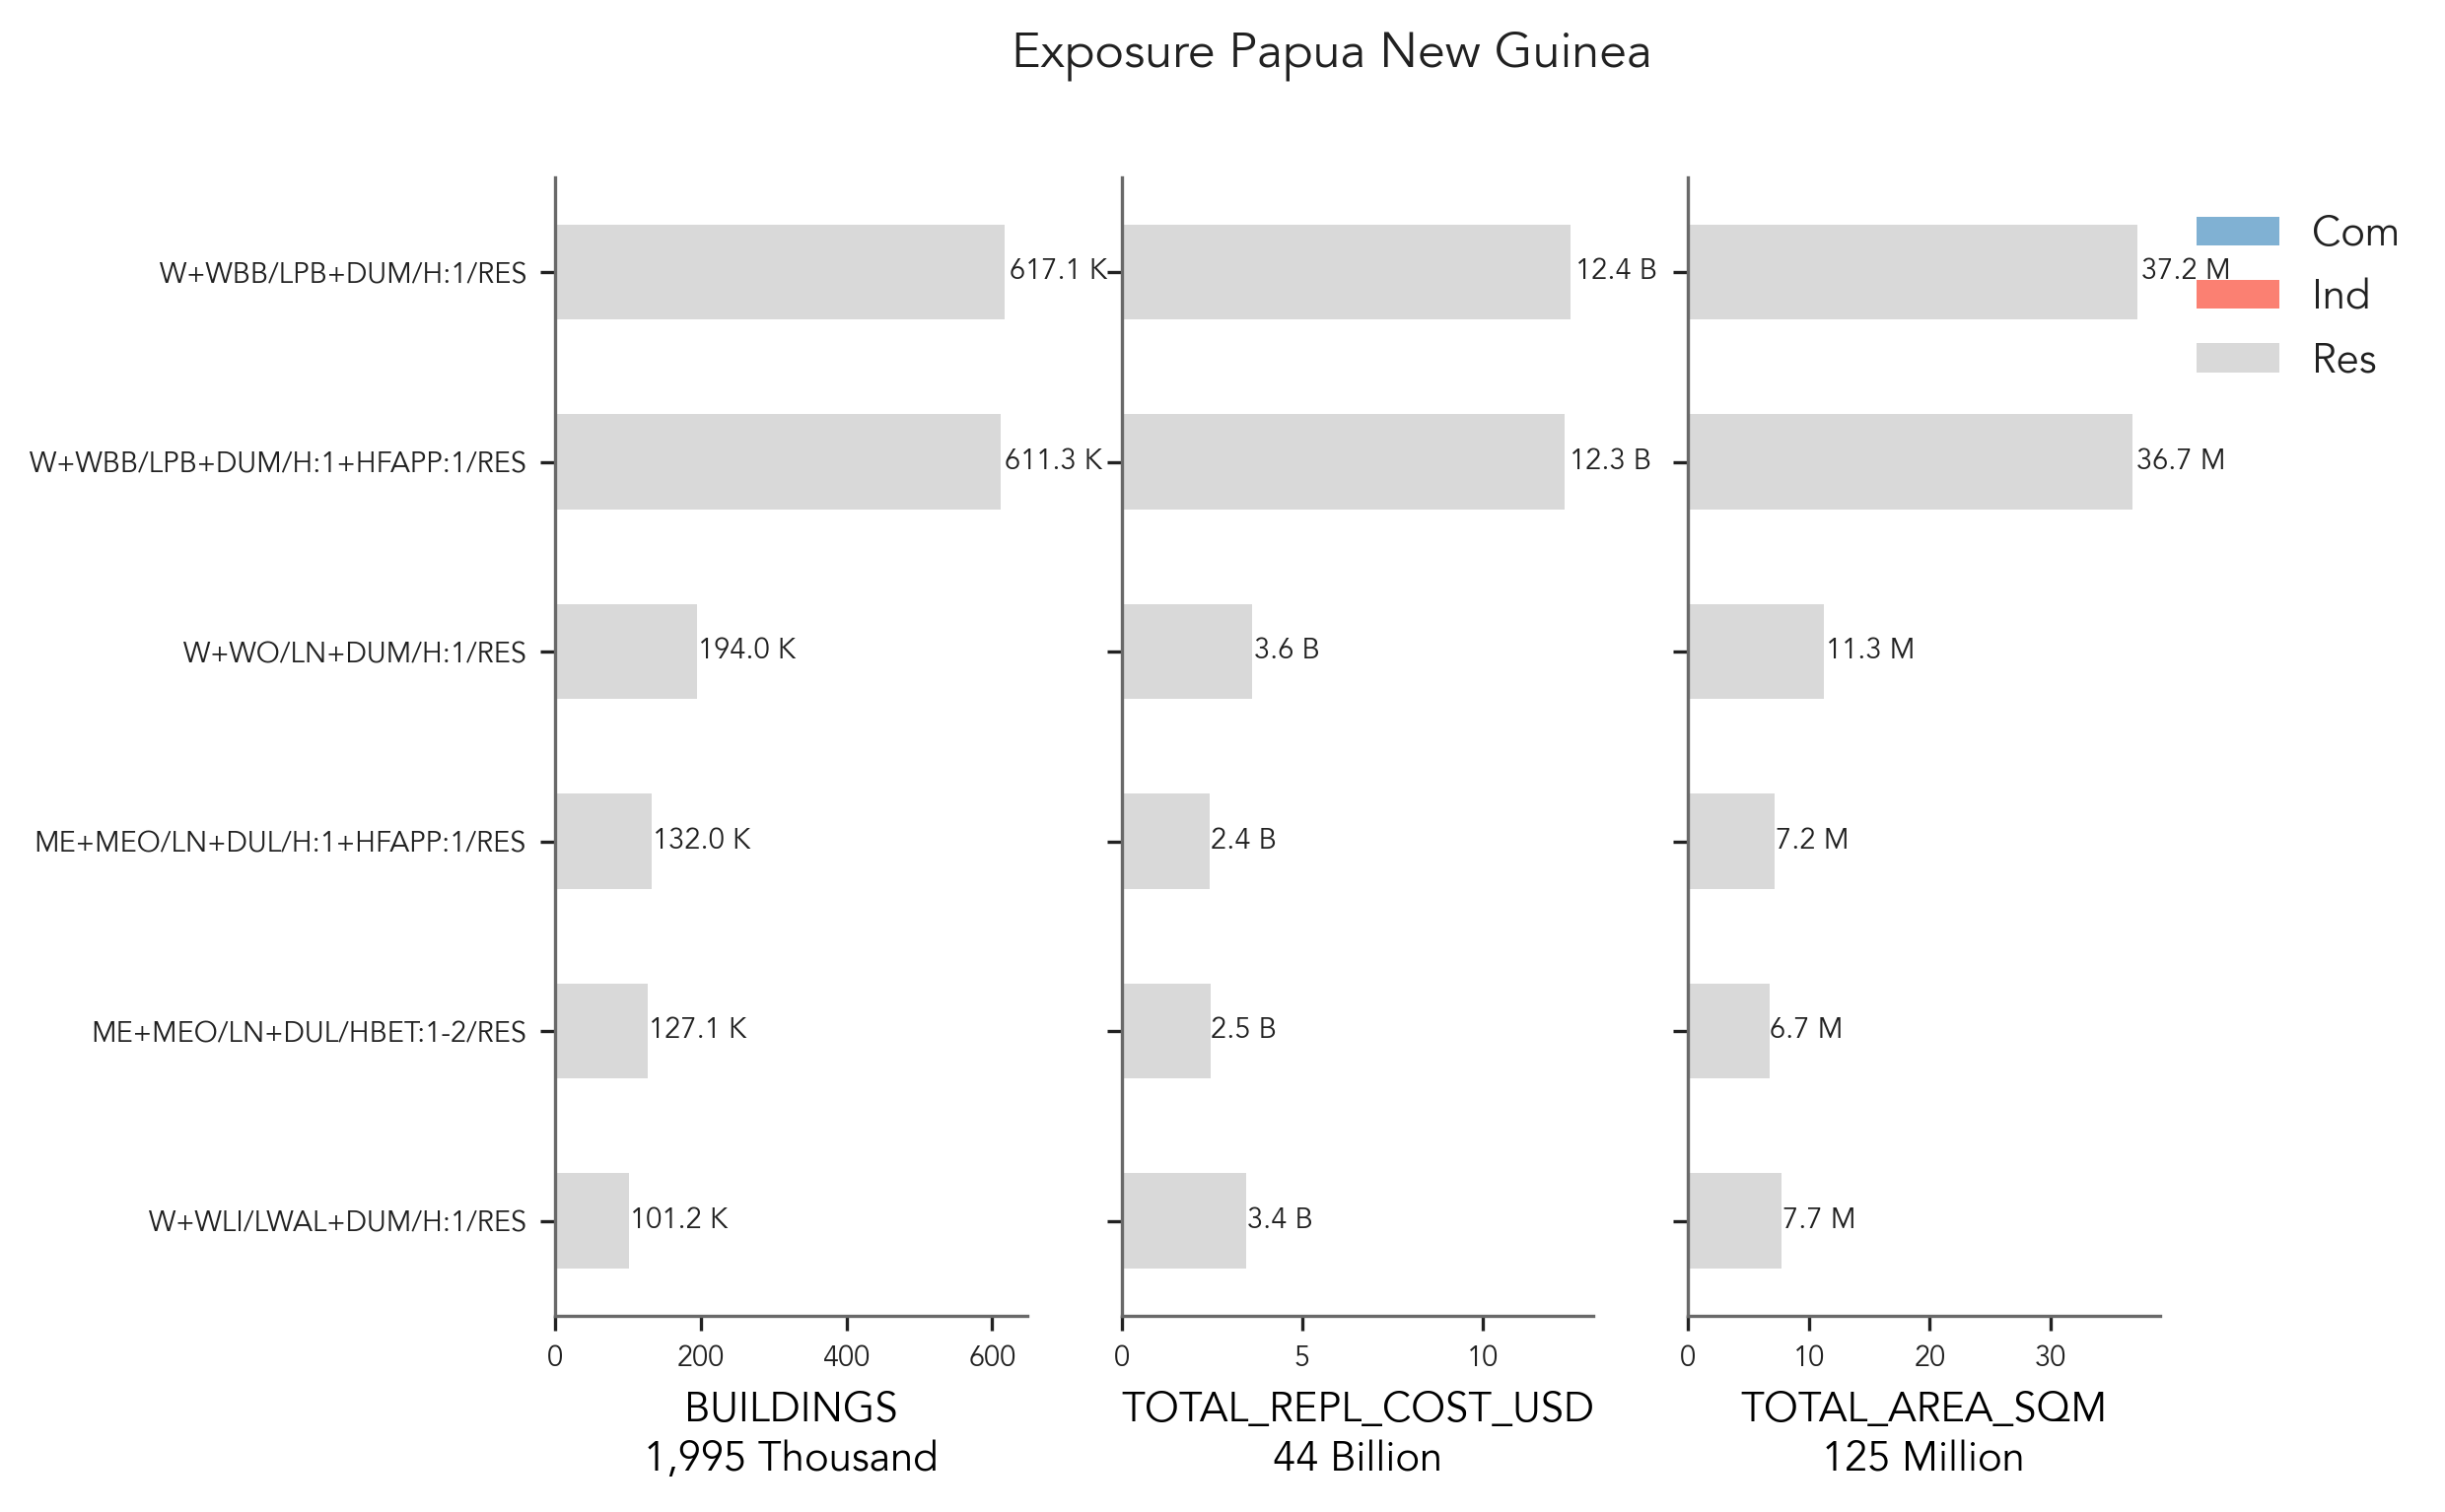 Exposure Papua New Guinea
W+WBB/LPB+DUM/H:1/RES
617.1 K
12.4 B
37.2 M
W+WBB/LPB+DUM/H:1+HFAPP:1/RES
611.3 K
12.3 B
36.7 M
W+WO/LN+DUM/H:1/RES
194.0 K
3.6 B
11.3 M
ME+MEO/LN+DUL/H:1+HFAPP:1/RES
132.0 K
2.4 B
7.2 M
ME+MEO/LN+DUL/HBET:1-2/RES
127.1 K
2.5 B
6.7 M
W+WLI/LWAL+DUM/H:1/RES
101.2 K
3.4 B
7.7 M
Com
Ind
Res
0 200 400 600
BUILDINGS
1,995 Thousand
0 5 10
TOTAL_REPL_COST_USD
44 Billion
0 10 20 30
TOTAL_AREA_SQM
125 Million